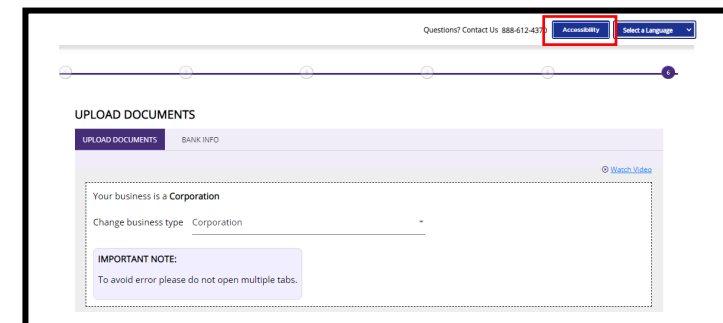 Questions? Contact Us 888-612-4370 Accessibility Select a Language
6
UPLOAD DOCUMENTS
UPLOAD DOCUMENTS BANK INFO
Watch Video
Your business is a Corporation
Change business type Corporation
IMPORTANT NOTE:
To avoid error please do not open multiple tabs.